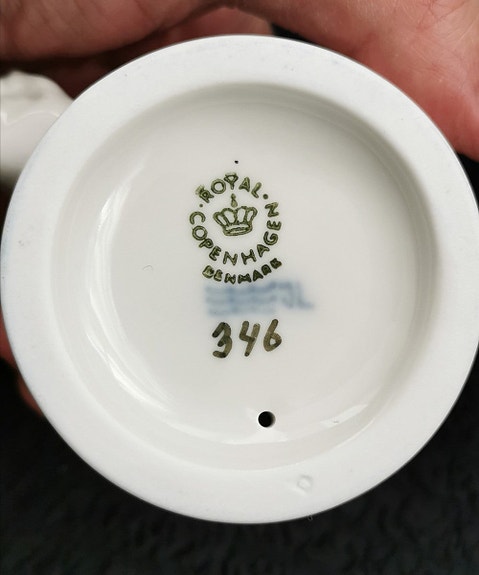 · ROYAL ·
COPENHAGEN
DENMARK
346